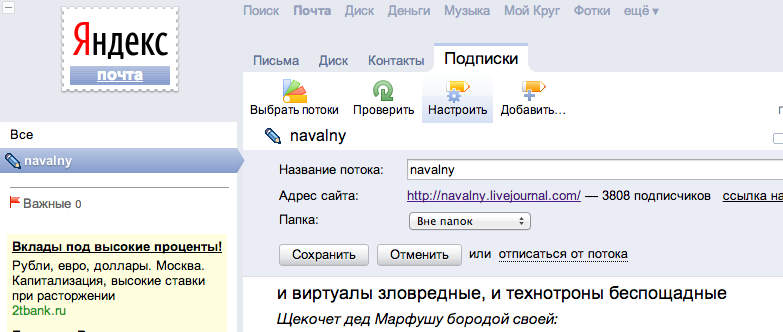 Поиск Почта Диск Деньги Музыка Мой Круг Фотки ещё ▾
Яндекс
почта
Письма Диск Контакты Подписки
Выбрать потоки Проверить Настроить Добавить...
Все
navalny
navalny
Название потока: navalny
Адрес сайта: http://navalny.livejournal.com/ — 3808 подписчиков ссылка на
Папка: Вне папок
Важные 0
Сохранить Отменить или отписаться от потока
Вклады под высокие проценты!
Рубли, евро, доллары. Москва.
Капитализация, высокие ставки
при расторжении
2tbank.ru
и виртуалы зловредные, и технотроны беспощадные
Щекочет дед Марфушу бородой своей: